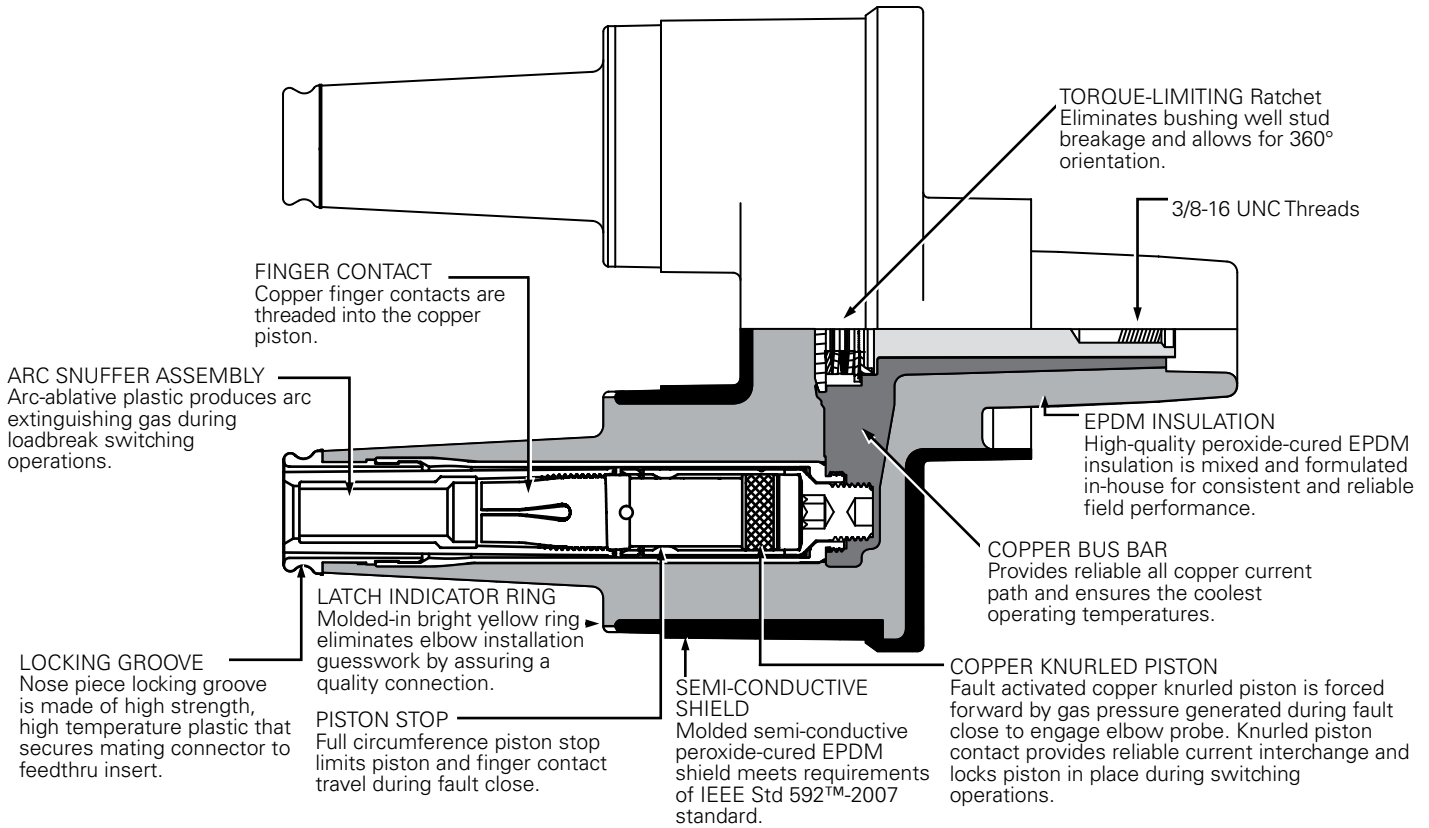 TORQUE-LIMITING Ratchet
Eliminates bushing well stud
breakage and allows for 360°
orientation.
3/8-16 UNC Threads
FINGER CONTACT
Copper finger contacts are
threaded into the copper
piston.
ARC SNUFFER ASSEMBLY
Arc-ablative plastic produces arc
extinguishing gas during
loadbreak switching
operations.
EPDM INSULATION
High-quality peroxide-cured EPDM
insulation is mixed and formulated
in-house for consistent and reliable
field performance.
COPPER BUS BAR
Provides reliable all copper current
path and ensures the coolest
operating temperatures.
LATCH INDICATOR RING
Molded-in bright yellow ring
eliminates elbow installation
guesswork by assuring a
quality connection.
LOCKING GROOVE
Nose piece locking groove
is made of high strength,
high temperature plastic that
secures mating connector to
feedthru insert.
PISTON STOP
Full circumference piston stop
limits piston and finger contact
travel during fault close.
SEMI-CONDUCTIVE
SHIELD
Molded semi-conductive
peroxide-cured EPDM
shield meets requirements
of IEEE Std 592™-2007
standard.
COPPER KNURLED PISTON
Fault activated copper knurled piston is forced
forward by gas pressure generated during fault
close to engage elbow probe. Knurled piston
contact provides reliable current interchange and
locks piston in place during switching
operations.